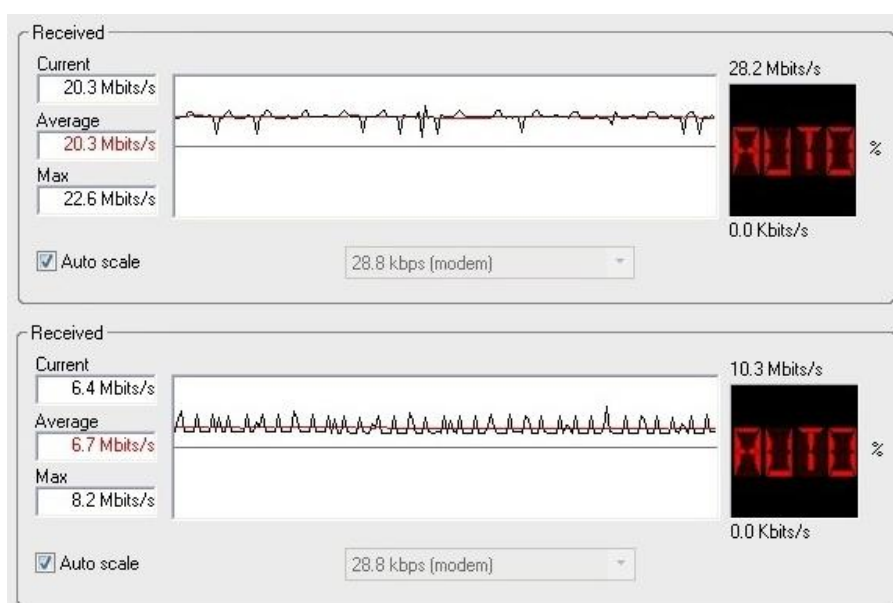 Received
Current
20.3 Mbits/s
28.2 Mbits/s
Average
20.3 Mbits/s
AUTO
%
Max
22.6 Mbits/s
0.0 Kbits/s
Auto scale
28.8 kbps (modem)
Received
Current
6.4 Mbits/s
10.3 Mbits/s
Average
6.7 Mbits/s
AUTO
%
Max
8.2 Mbits/s
0.0 Kbits/s
Auto scale
28.8 kbps (modem)